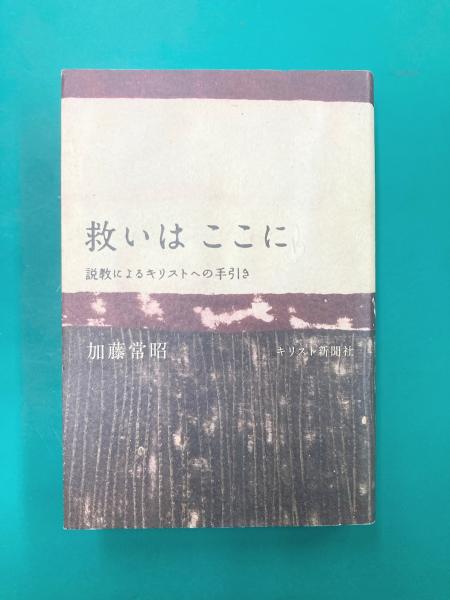 救いは ここに
説教によるキリストへの手引き
加藤常昭
キリスト新聞社